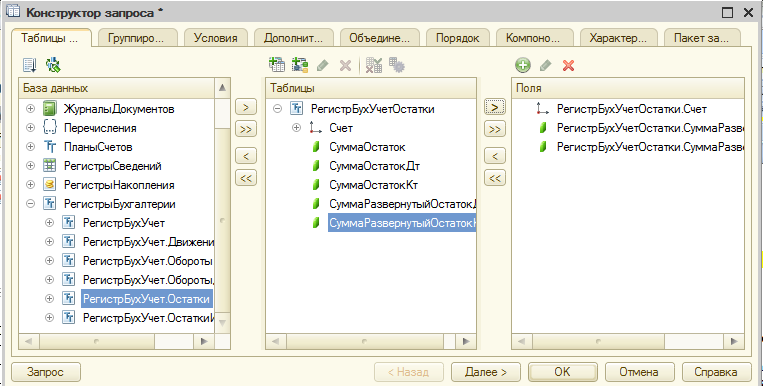 Конструктор запроса *
Таблицы ...
Группиро...
Условия
Дополнит...
Объедине...
Порядок
Компоно...
Характер...
Пакет за...
База данных
ЖурналыДокументов
Перечисления
ПланыСчетов
РегистрыСведений
РегистрыНакопления
РегистрыБухгалтерии
РегистрБухУчет
РегистрБухУчет.Движени
РегистрБухУчет.Обороты
РегистрБухУчет.Обороты
РегистрБухУчет.Остатки
РегистрБухУчет.ОстаткиИ
>
>>
<
<<
Таблицы
РегистрБухУчетОстатки
Счет
СуммаОстаток
СуммаОстатокДт
СуммаОстатокКт
СуммаРазвернутыйОстатокД
СуммаРазвернутыйОстатокК
>
>>
<
<<
Поля
РегистрБухУчетОстатки.Счет
РегистрБухУчетОстатки.СуммаРазве
РегистрБухУчетОстатки.СуммаРазве
Запрос
< Назад
Далее >
OK
Отмена
Справка